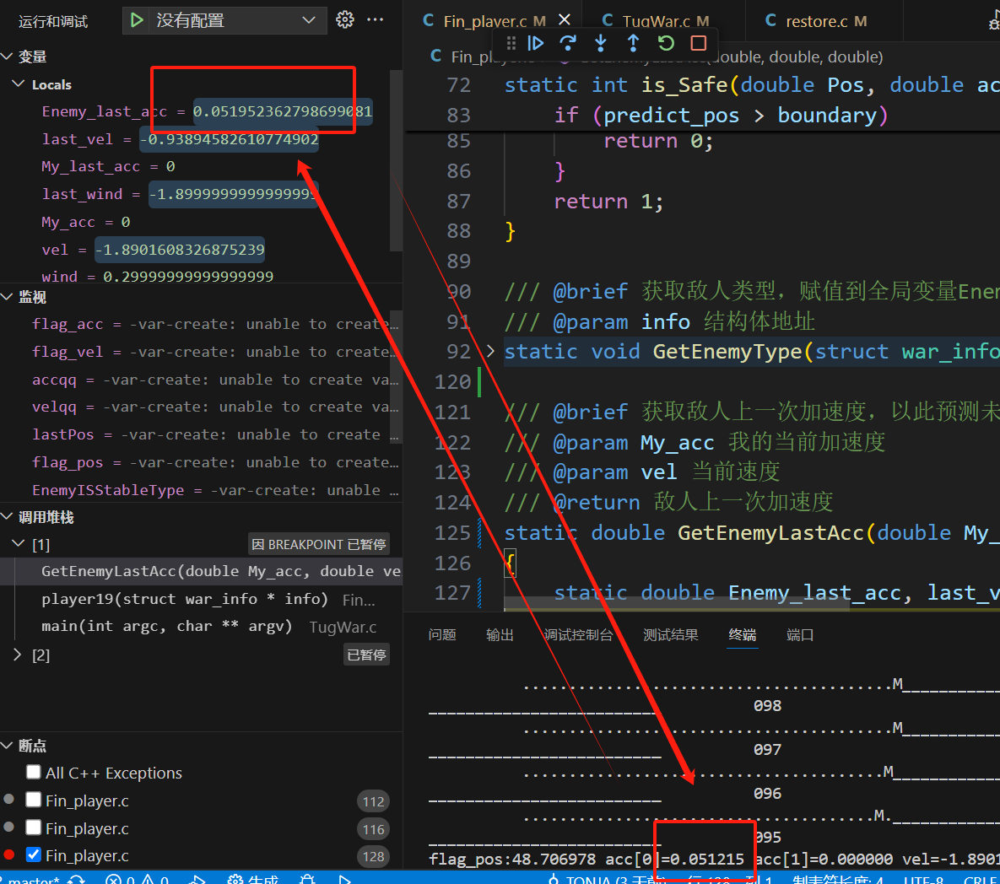 运行和调试
没有配置
变量
Locals
Enemy_last_acc = 0.051952362798699081
last_vel = -0.93894582610774902
My_last_acc = 0
last_wind = -1.8999999999999999
My_acc = 0
vel = -1.8901608326875239
wind = 0.29999999999999999
监视
flag_acc = -var-create: unable to create…
flag_vel = -var-create: unable to create…
accqq = -var-create: unable to create va…
velqq = -var-create: unable to create va…
lastPos = -var-create: unable to create …
flag_pos = -var-create: unable to create…
EnemyISStableType = -var-create: unable …
调用堆栈
[1] 因 BREAKPOINT 已暂停
GetEnemyLastAcc(double My_acc, double ve
player19(struct war_info * info) Fin...
main(int argc, char ** argv) TugWar.c
[2] 已暂停
断点
All C++ Exceptions
Fin_player.c 112
Fin_player.c 116
Fin_player.c 128
C Fin_player.c M
C TugWar.c M
C restore.c M
C Fin_pl
(double, double, double)
72 static int is_Safe(double Pos, double ac
83 if (predict_pos > boundary)
85 return 0;
86 }
87 return 1;
88 }
89
90 /// @brief 获取敌人类型，赋值到全局变量Ener
91 /// @param info 结构体地址
92 static void GetEnemyType(struct war_info
120
121 /// @brief 获取敌人上一次加速度，以此预测未
122 /// @param My_acc 我的当前加速度
123 /// @param vel 当前速度
124 /// @return 敌人上一次加速度
125 static double GetEnemyLastAcc(double My_
126 {
127 static double Enemy_last_acc, last_v
问题 输出 调试控制台 测试结果 终端 端口
........................................M___________
_________________________ 098
........................................M___________
_________________________ 097
.......................................M____________
_________________________ 096
......................................M.____________
_________________________ 095
flag_pos:48.706978 acc[0]=0.051215 acc[1]=0.000000 vel=-1.8901
master* 0 0 生成 TONJA (3 天前) 行 128, 列 1 制表符长度: 4 UTF-8 CRLF